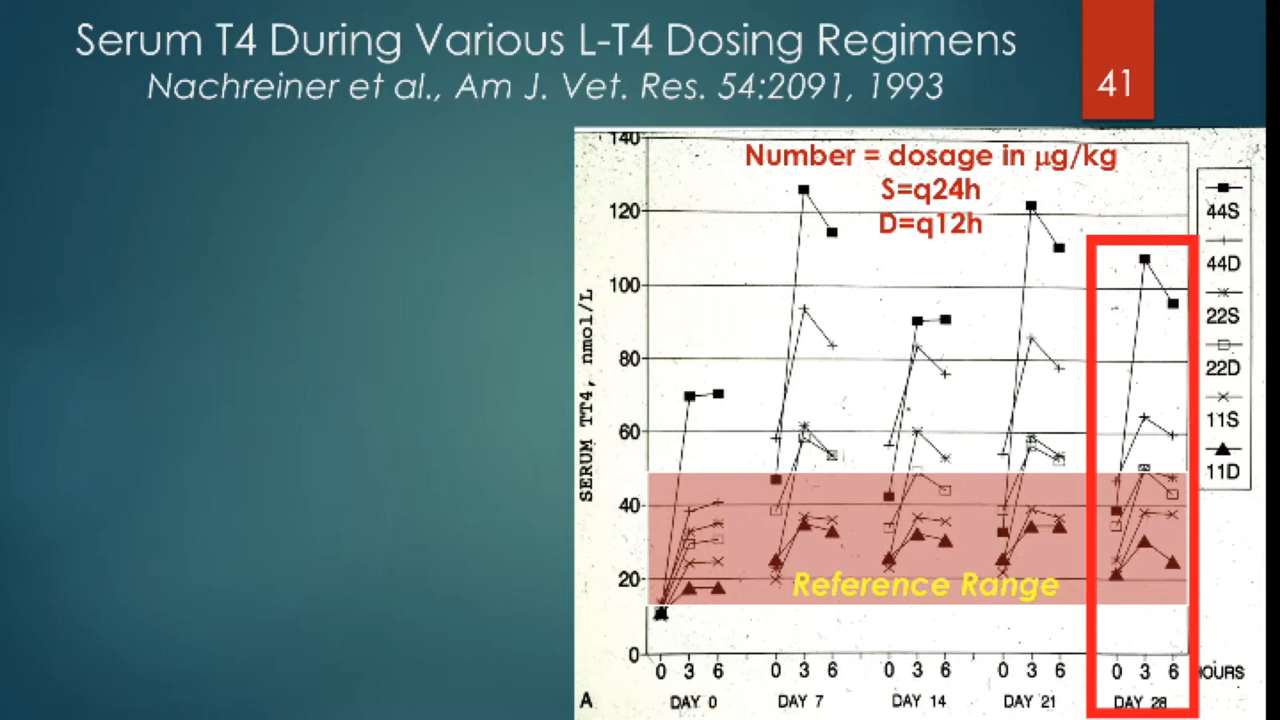 Serum T4 During Various L-T4 Dosing Regimens
Nachreiner et al., Am J. Vet. Res. 54:2091, 1993
41
Number = dosage in µg/kg
S=q24h
D=q12h
SERUM TT4, nmol/L
140
120
100
80
60
40
20
0
Reference Range
44S
44D
22S
22D
11S
11D
0 3 6 0 3 6 0 3 6 0 3 6 0 3 6 HOURS
A DAY 0 DAY 7 DAY 14 DAY 21 DAY 28